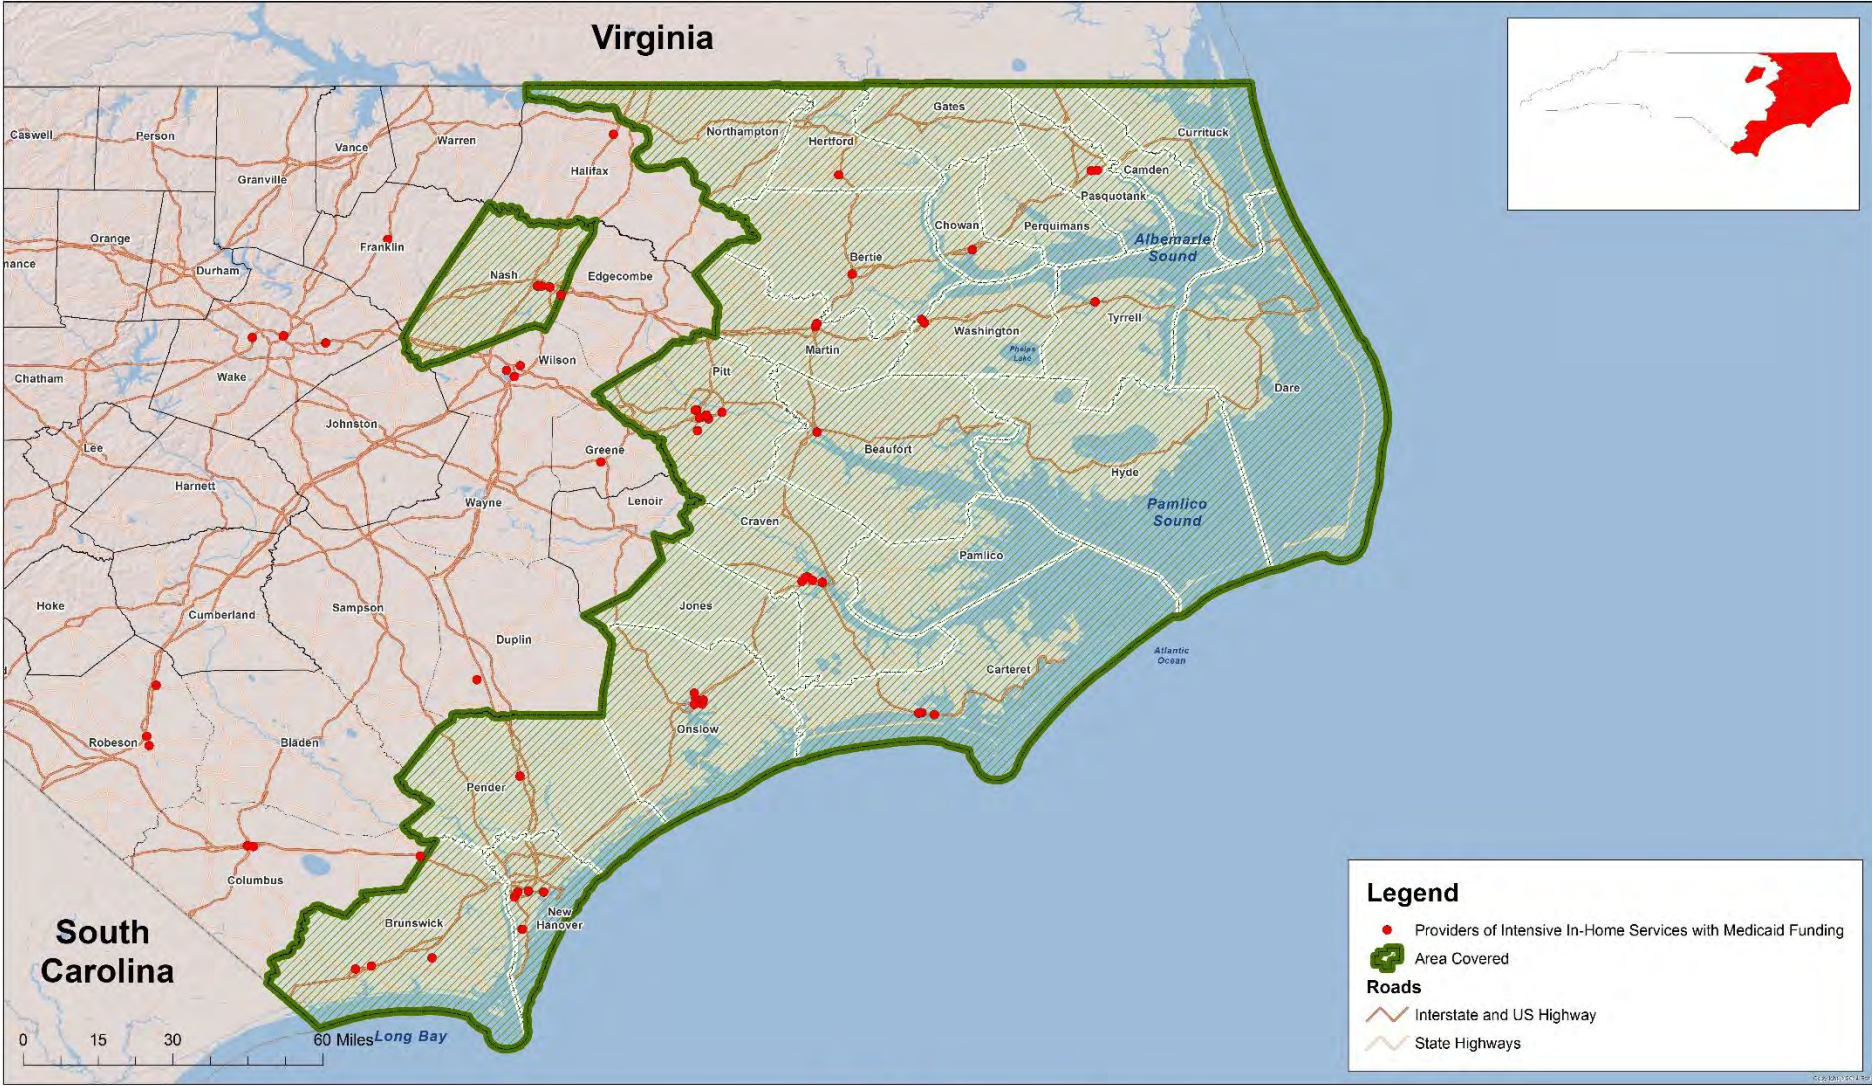 Virginia
Gates
Northampton
Currituck
Caswell
Person
Warren
Hertford
Vance
Halifax
Camden
Granville
Pasquotank
Chowan
Perquimans
Orange
Franklin
Albemarle
Sound
Bertie
mance
Durham
Nash
Edgecombe
Tyrrell
Washington
Martin
Phelps
Lake
Wilson
Pitt
Chatham
Wake
Dare
Johnston
Lee
Greene
Beaufort
Hyde
Harnett
Wayne
Lenoir
Pamlico
Sound
Craven
Pamlico
Hoke
Cumberland
Sampson
Jones
Duplin
Atlantic
Ocean
Carteret
Onslow
Robeson
Bladen
Pender
Columbus
New
Hanover
Brunswick
South
Carolina
Long Bay
0 15 30 60 Miles
Legend
Providers of Intensive In-Home Services with Medicaid Funding
Area Covered
Roads
Interstate and US Highway
State Highways